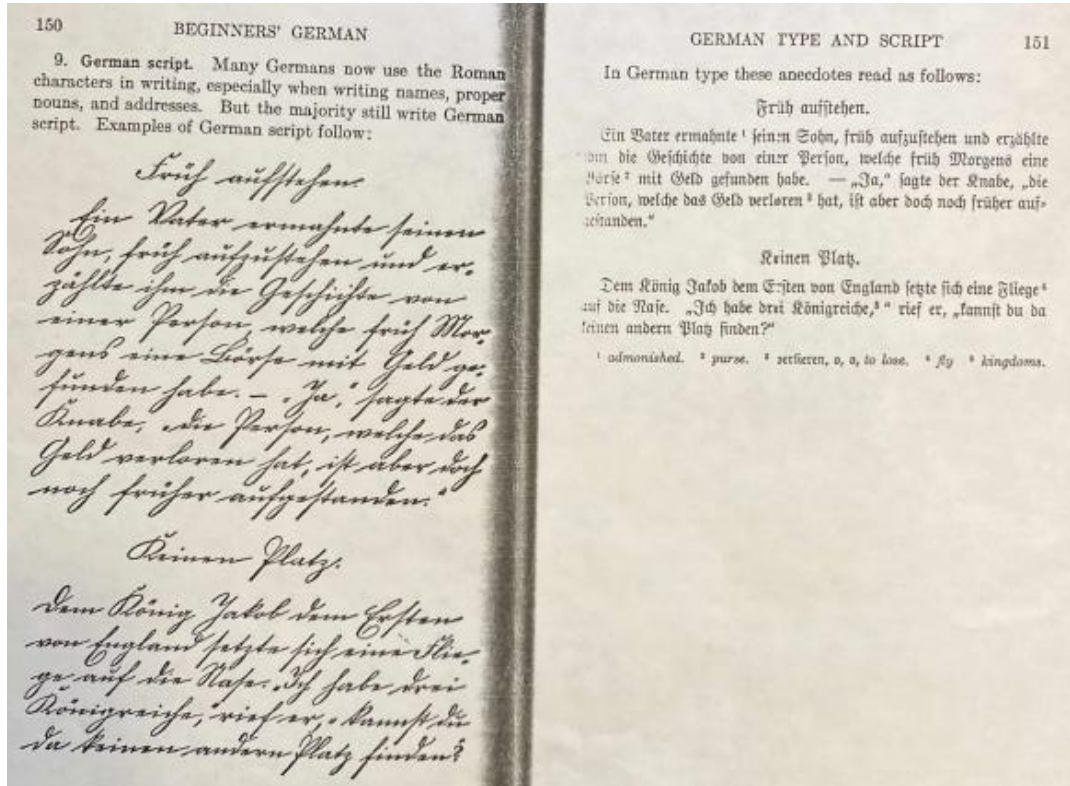 150
BEGINNERS' GERMAN
9. German script. Many Germans now use the Roman
characters in writing, especially when writing names, proper
nouns, and addresses. But the majority still write German
script. Examples of German script follow:
Früh aufstehen.
Ein Vater ermahnte seinen
Sohn, früh aufzustehen und er-
zählte ihm die Geschichte von
einer Person, welche früh Mor-
gens eine Börse mit Geld ge-
funden habe. — „Ja,“ sagte der
Knabe, „die Person, welche das
Geld verloren hat, ist aber doch
noch früher aufgestanden.“
Keinen Platz.
Dem König Jakob dem Ersten
von England setzte sich eine Flie-
ge auf die Nase. „Ich habe drei
Königreiche,“ rief er, „kannst du
da keinen andern Platz finden?“
GERMAN TYPE AND SCRIPT 151
In German type these anecdotes read as follows:
Früh aufstehen.
Ein Vater ermahnte ¹ seinen Sohn, früh aufzustehen und erzählte
ihm die Geschichte von einer Person, welche früh Morgens eine
Börse ² mit Geld gefunden habe. — „Ja,“ sagte der Knabe, „die
Person, welche das Geld verloren ³ hat, ist aber doch noch früher auf-
gestanden.“
Keinen Platz.
Dem König Jakob dem Ersten von England setzte sich eine Fliege ⁴
auf die Nase. „Ich habe drei Königreiche,⁵ “ rief er, „kannst du da
keinen andern Platz finden?“
¹ admonished. ² purse. ³ verlieren, o, o, to lose. ⁴ fly ⁵ kingdoms.